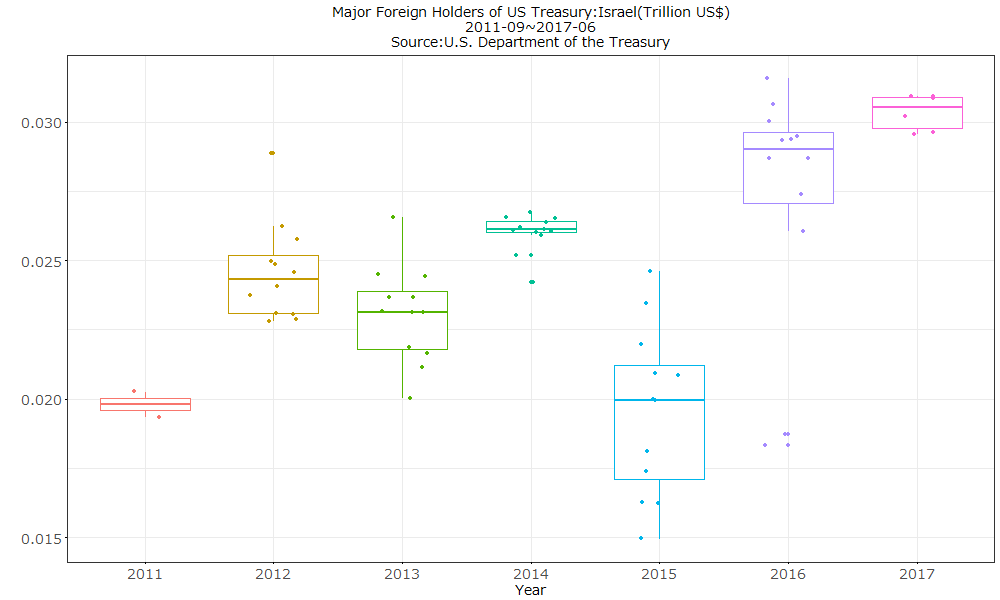 Major Foreign Holders of US Treasury:Israel(Trillion US$)
2011-09~2017-06
Source:U.S. Department of the Treasury
0.030
0.025
0.020
0.015
2011 2012 2013 2014 2015 2016 2017
Year